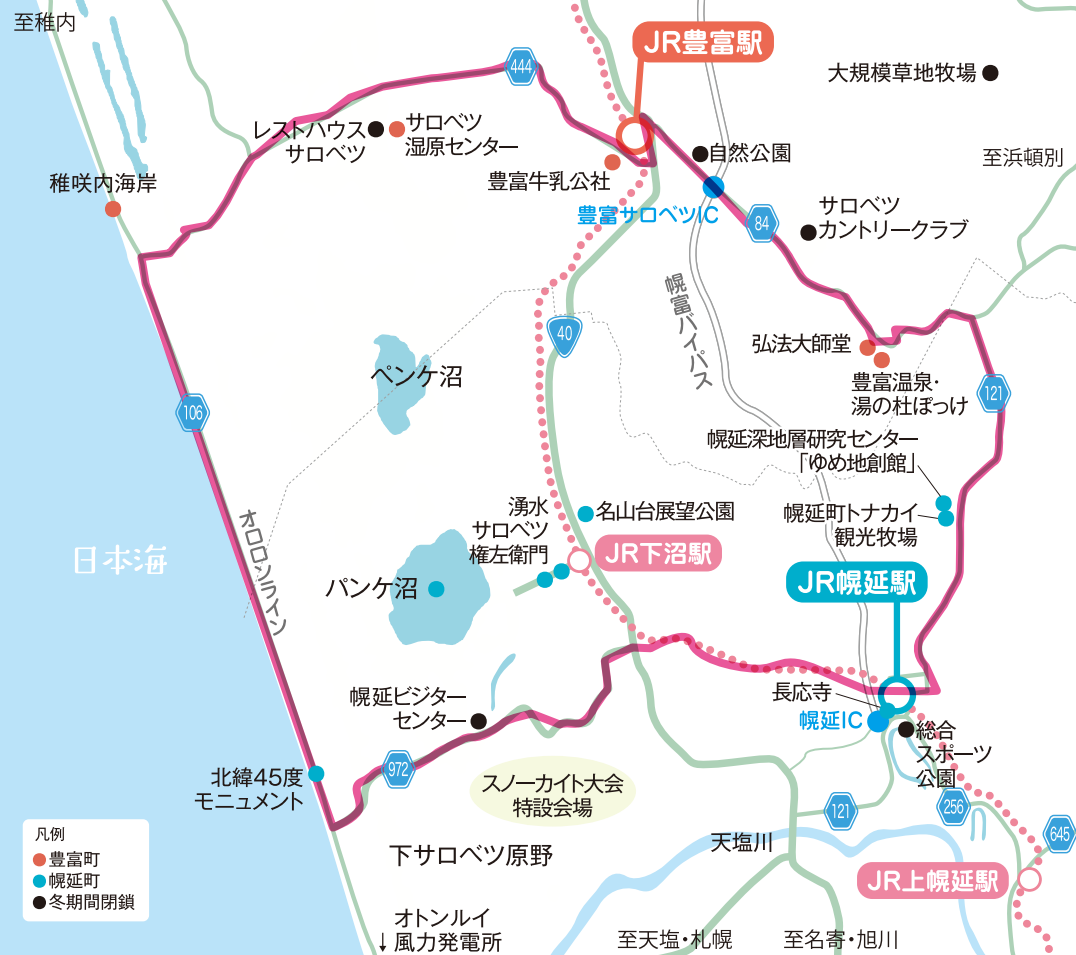 至稚内
JR豊富駅
444
大規模草地牧場
レストハウス
サロベツ
サロベツ
湿原センター
自然公園
至浜頓別
稚咲内海岸
豊富牛乳公社
豊富サロベツIC
84
サロベツ
カントリークラブ
幌富バイパス
40
弘法大師堂
ペンケ沼
豊富温泉・
湯の杜ぽっけ
121
106
幌延深地層研究センター
「ゆめ地創館」
オロロンライン
湧水
サロベツ
権左衛門
名山台展望公園
幌延町トナカイ
観光牧場
日本海
JR下沼駅
パンケ沼
JR幌延駅
幌延ビジター
センター
長応寺
幌延IC
総合
スポーツ
公園
972
北緯45度
モニュメント
スノーカイト大会
特設会場
121
256
645
凡例
豊富町
幌延町
冬期間閉鎖
下サロベツ原野
天塩川
JR上幌延駅
オトンルイ
↓風力発電所
至天塩・札幌
至名寄・旭川